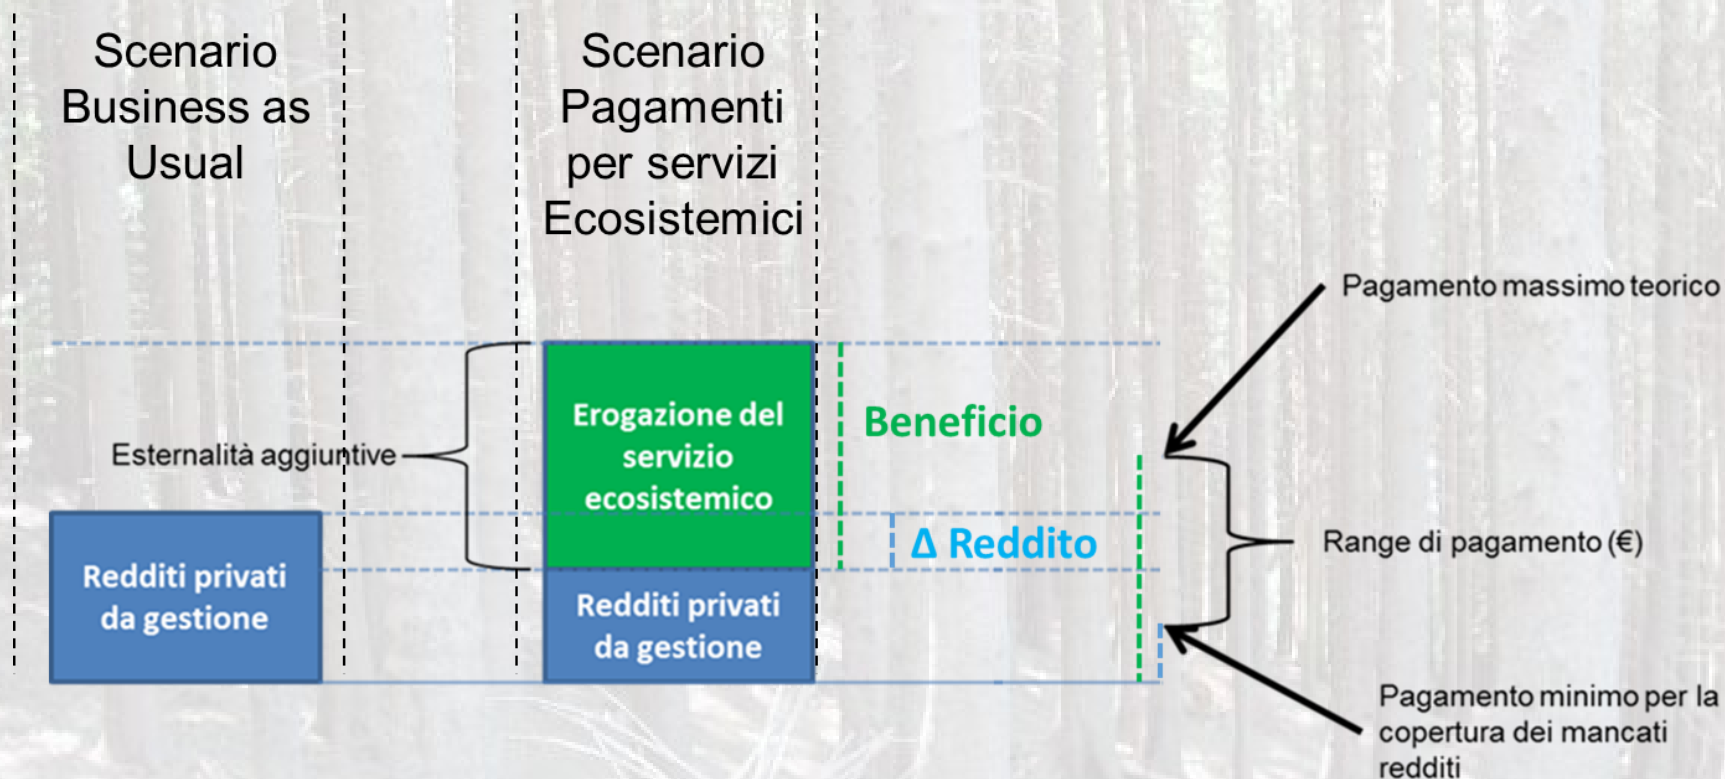 Scenario
Business as
Usual
Scenario
Pagamenti
per servizi
Ecosistemici
Pagamento massimo teorico
Erogazione del
servizio
ecosistemico
Beneficio
Esternalità aggiuntive
Δ Reddito
Range di pagamento (€)
Redditi privati
da gestione
Redditi privati
da gestione
Pagamento minimo per la
copertura dei mancati
redditi